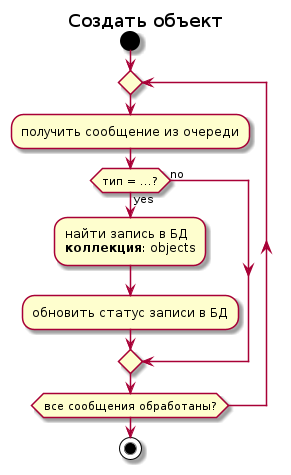 Создать объект
получить сообщение из очереди
тип = ...?
no
yes
найти запись в БД
коллекция: objects
обновить статус записи в БД
все сообщения обработаны?